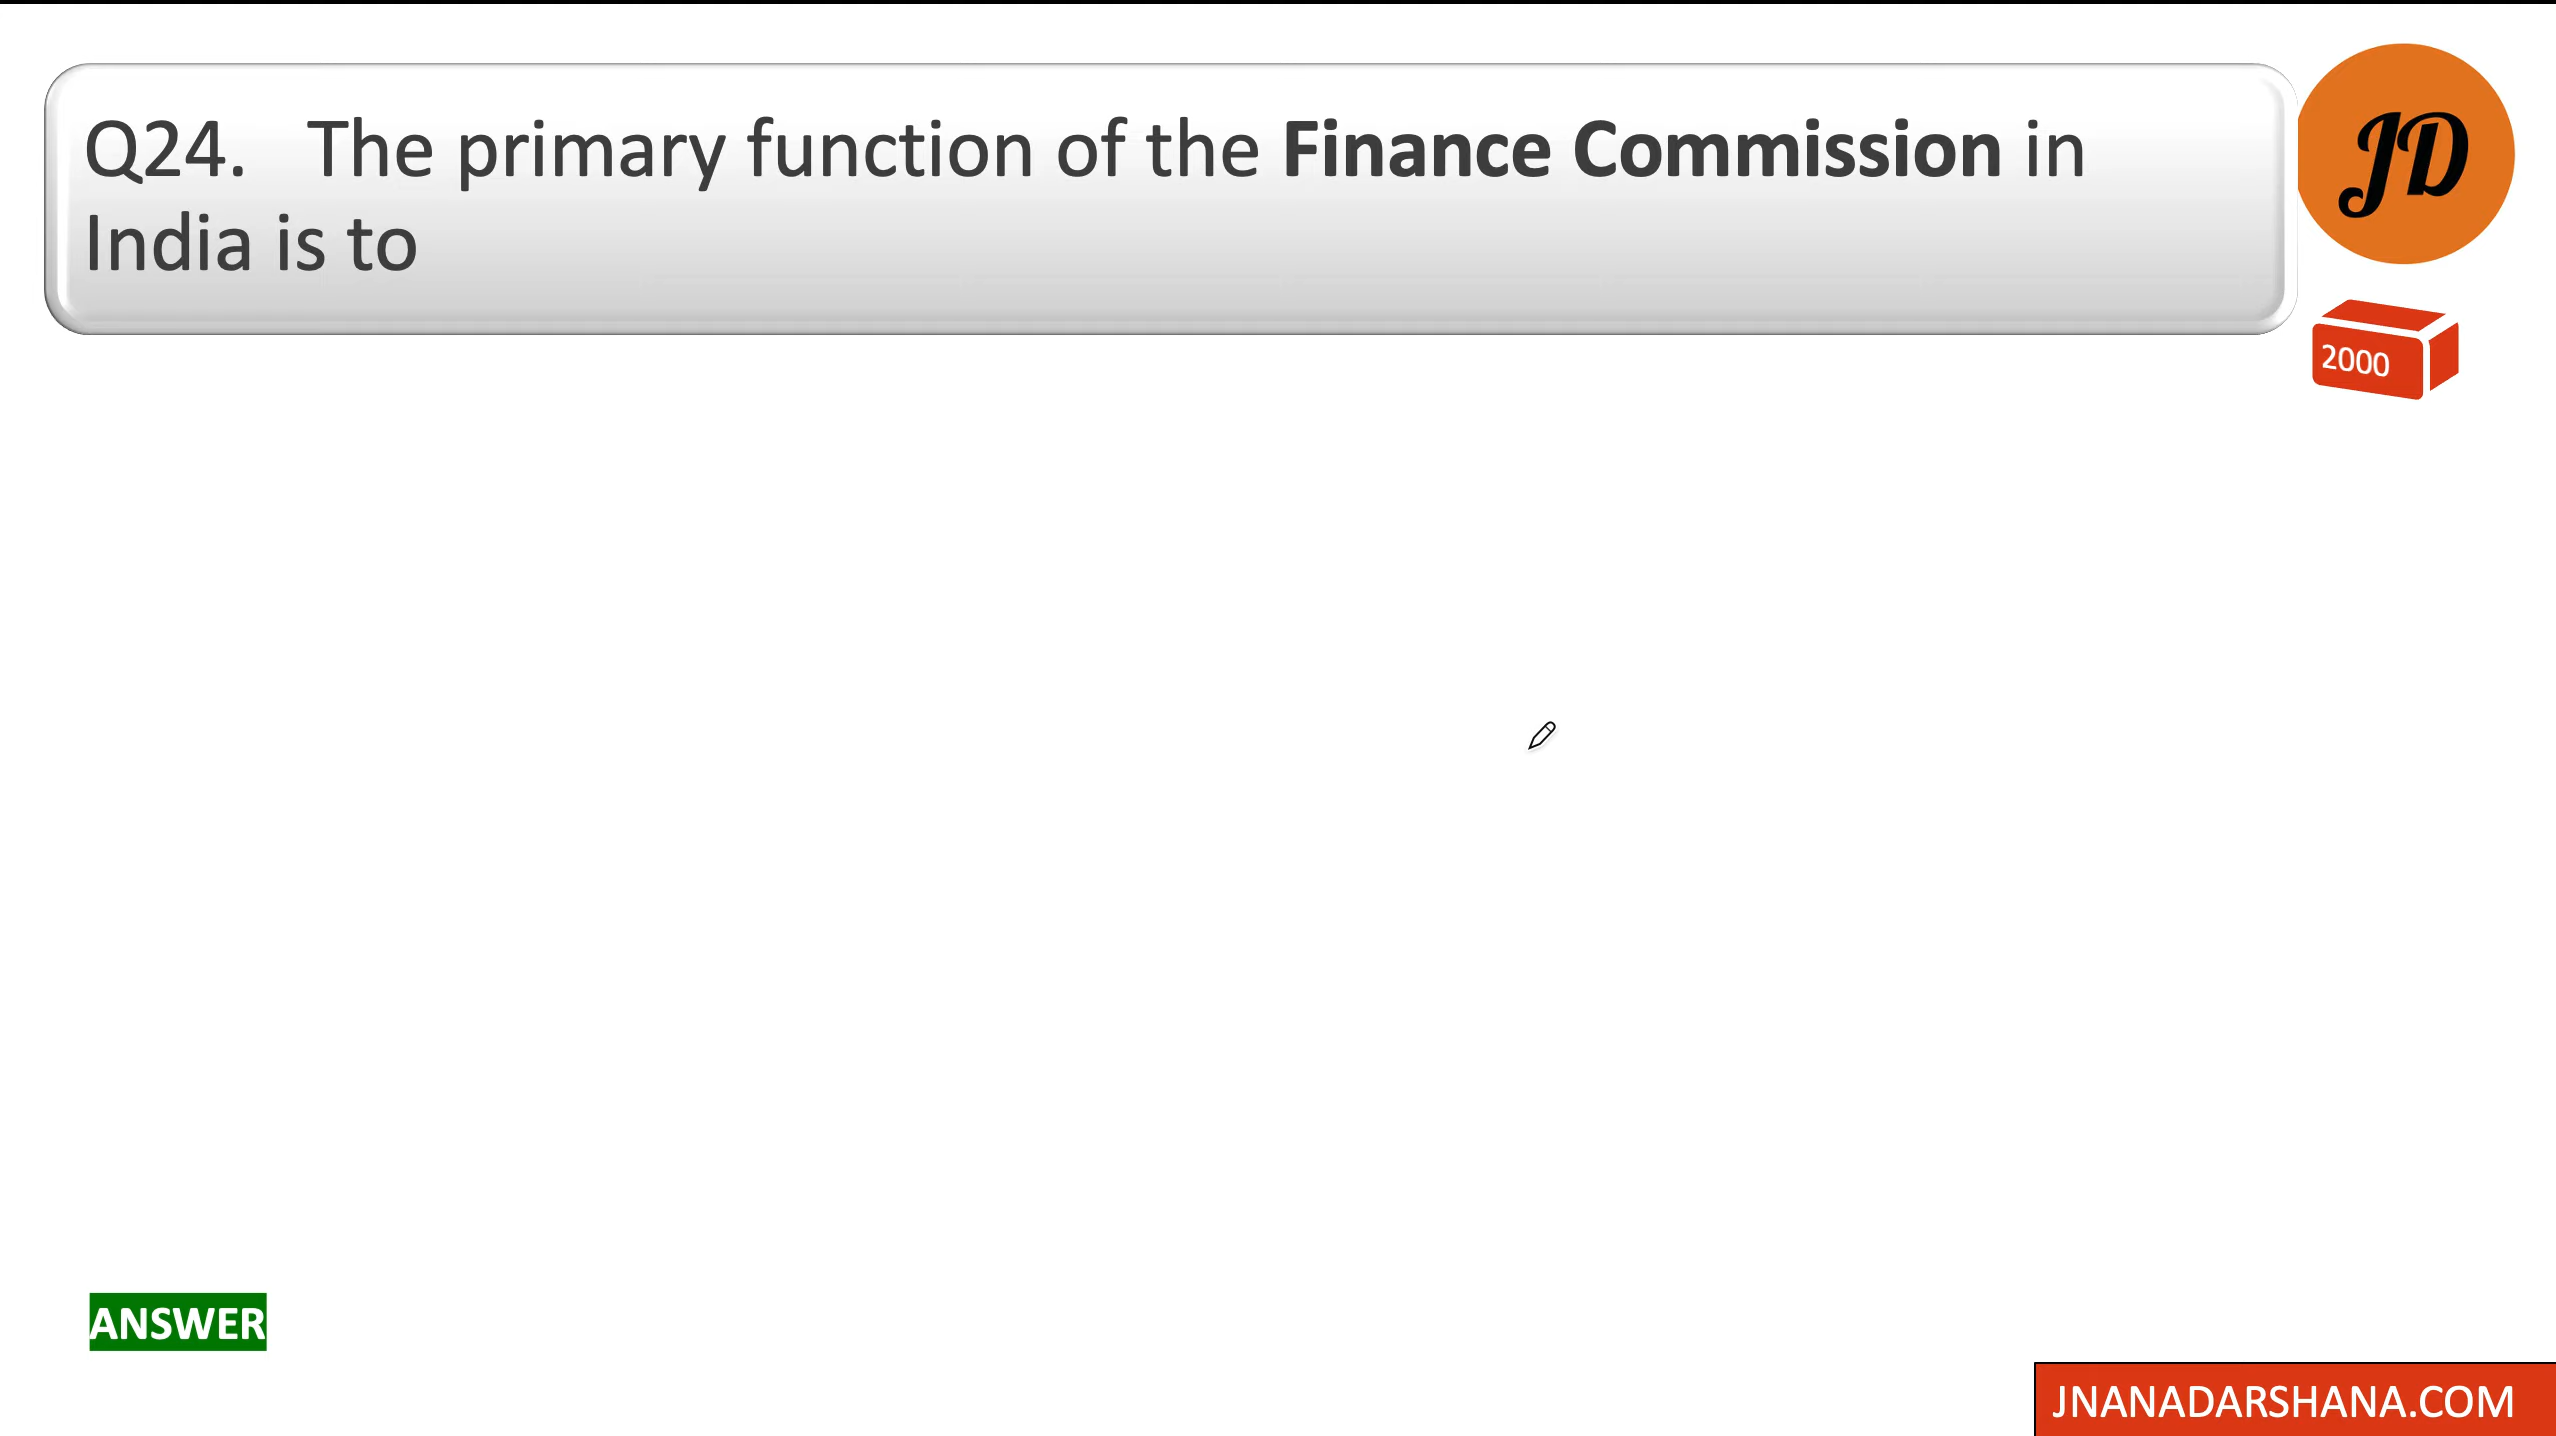 Q24. The primary function of the Finance Commission in
India is to
JD
2000
ANSWER
JNANADARSHANA.COM